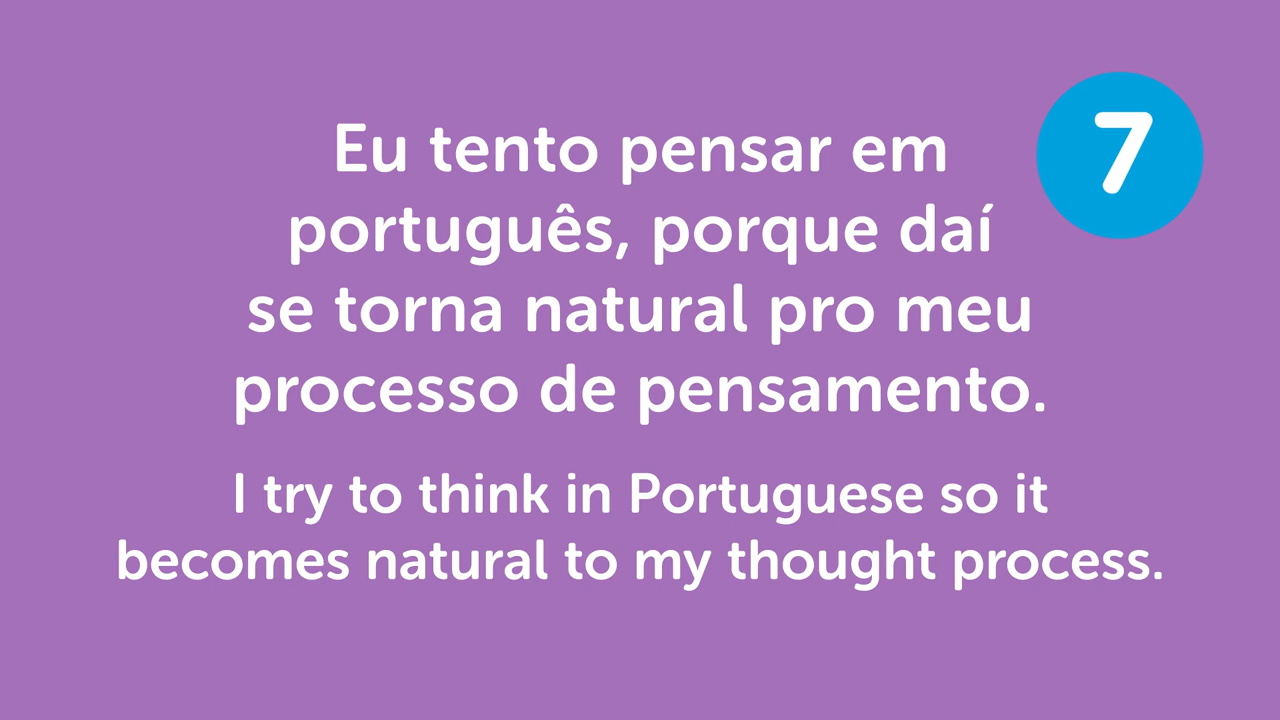 Eu tento pensar em
português, porque daí
se torna natural pro meu
processo de pensamento.
7
I try to think in Portuguese so it
becomes natural to my thought process.